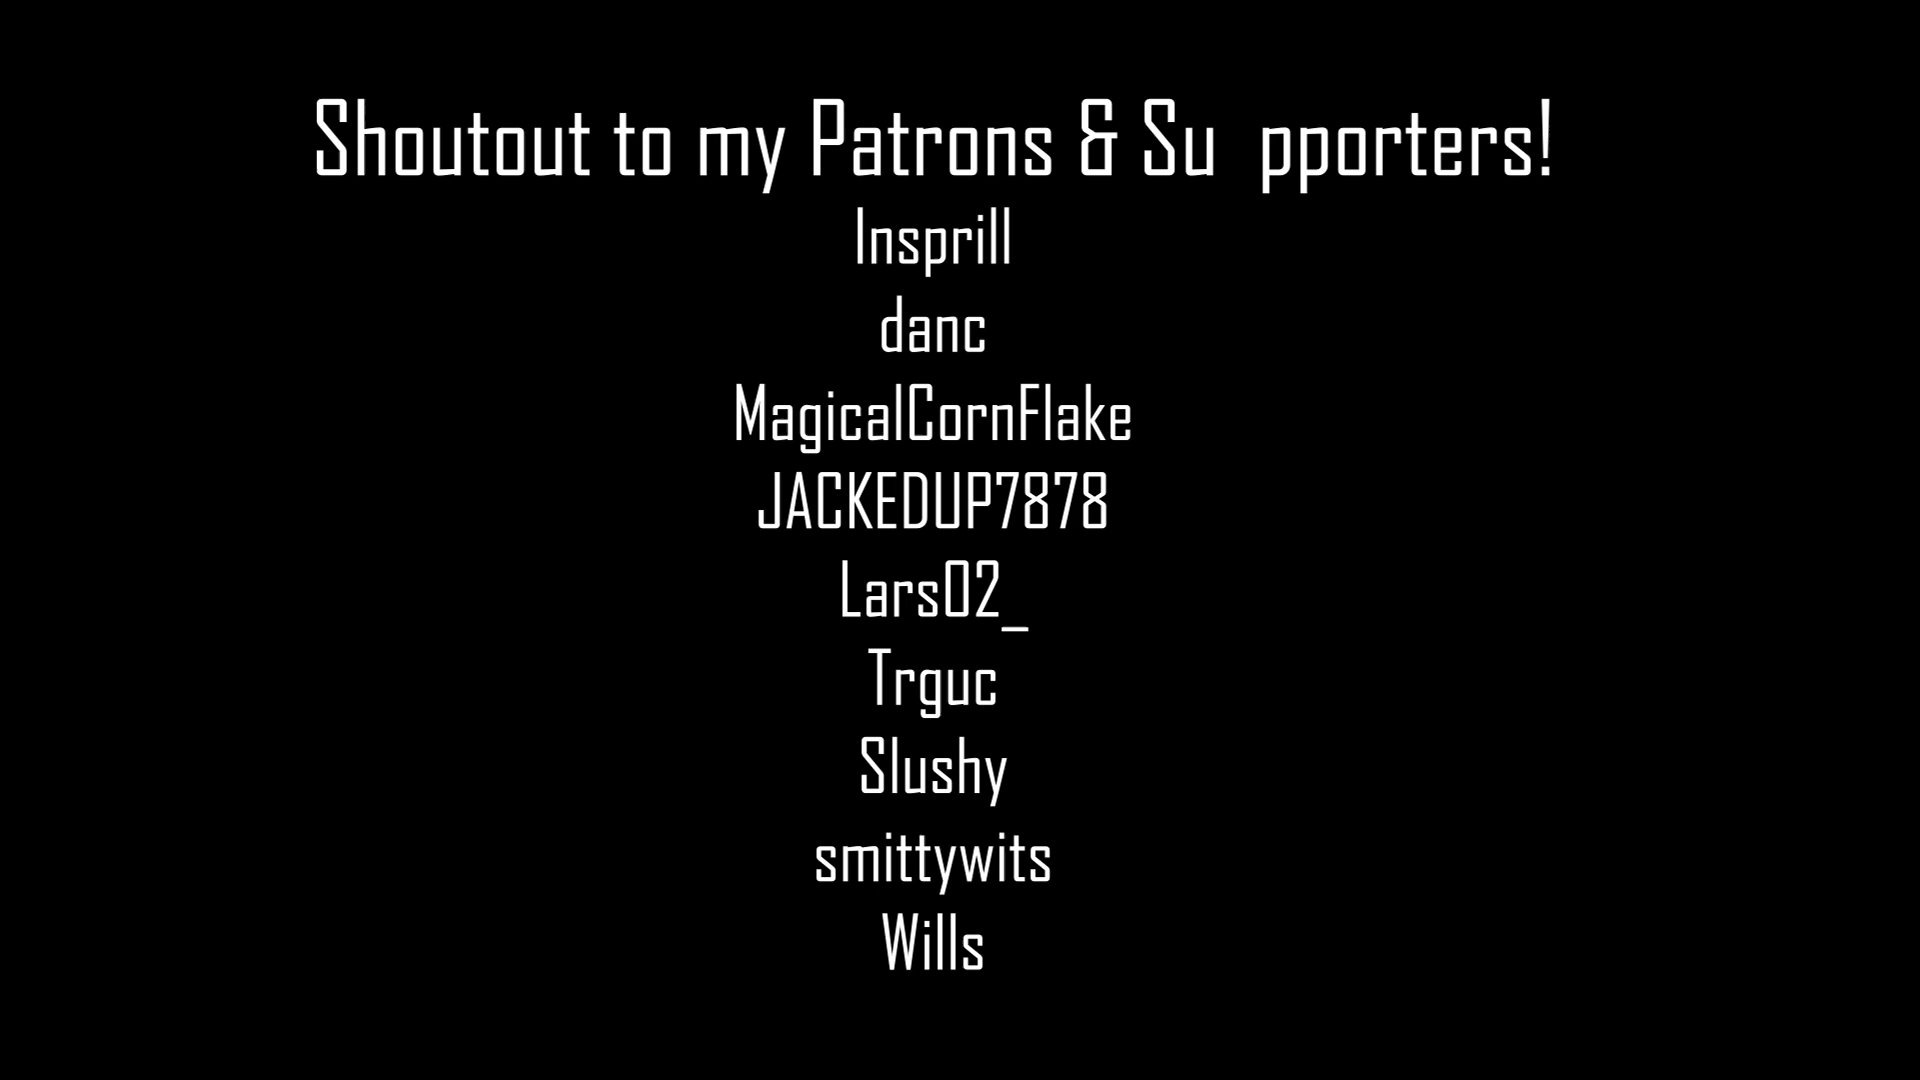 Shoutout to my Patrons & Su  pporters!
Insprill
danc
MagicalCornFlake
JACKEDUP7878
Lars02_
Trguc
Slushy
smittywits
Wills